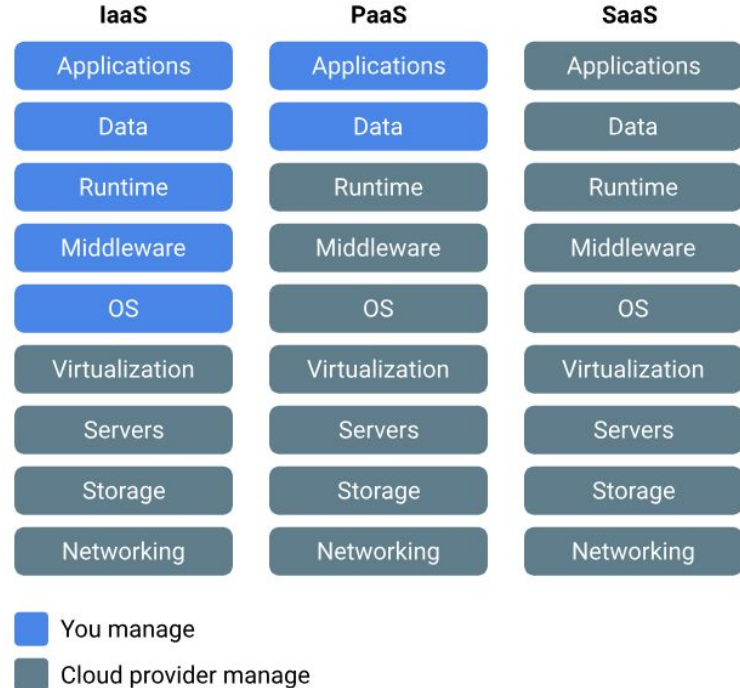 IaaS PaaS SaaS
Applications Applications Applications
Data Data Data
Runtime Runtime Runtime
Middleware Middleware Middleware
OS OS OS
Virtualization Virtualization Virtualization
Servers Servers Servers
Storage Storage Storage
Networking Networking Networking
You manage
Cloud provider manage